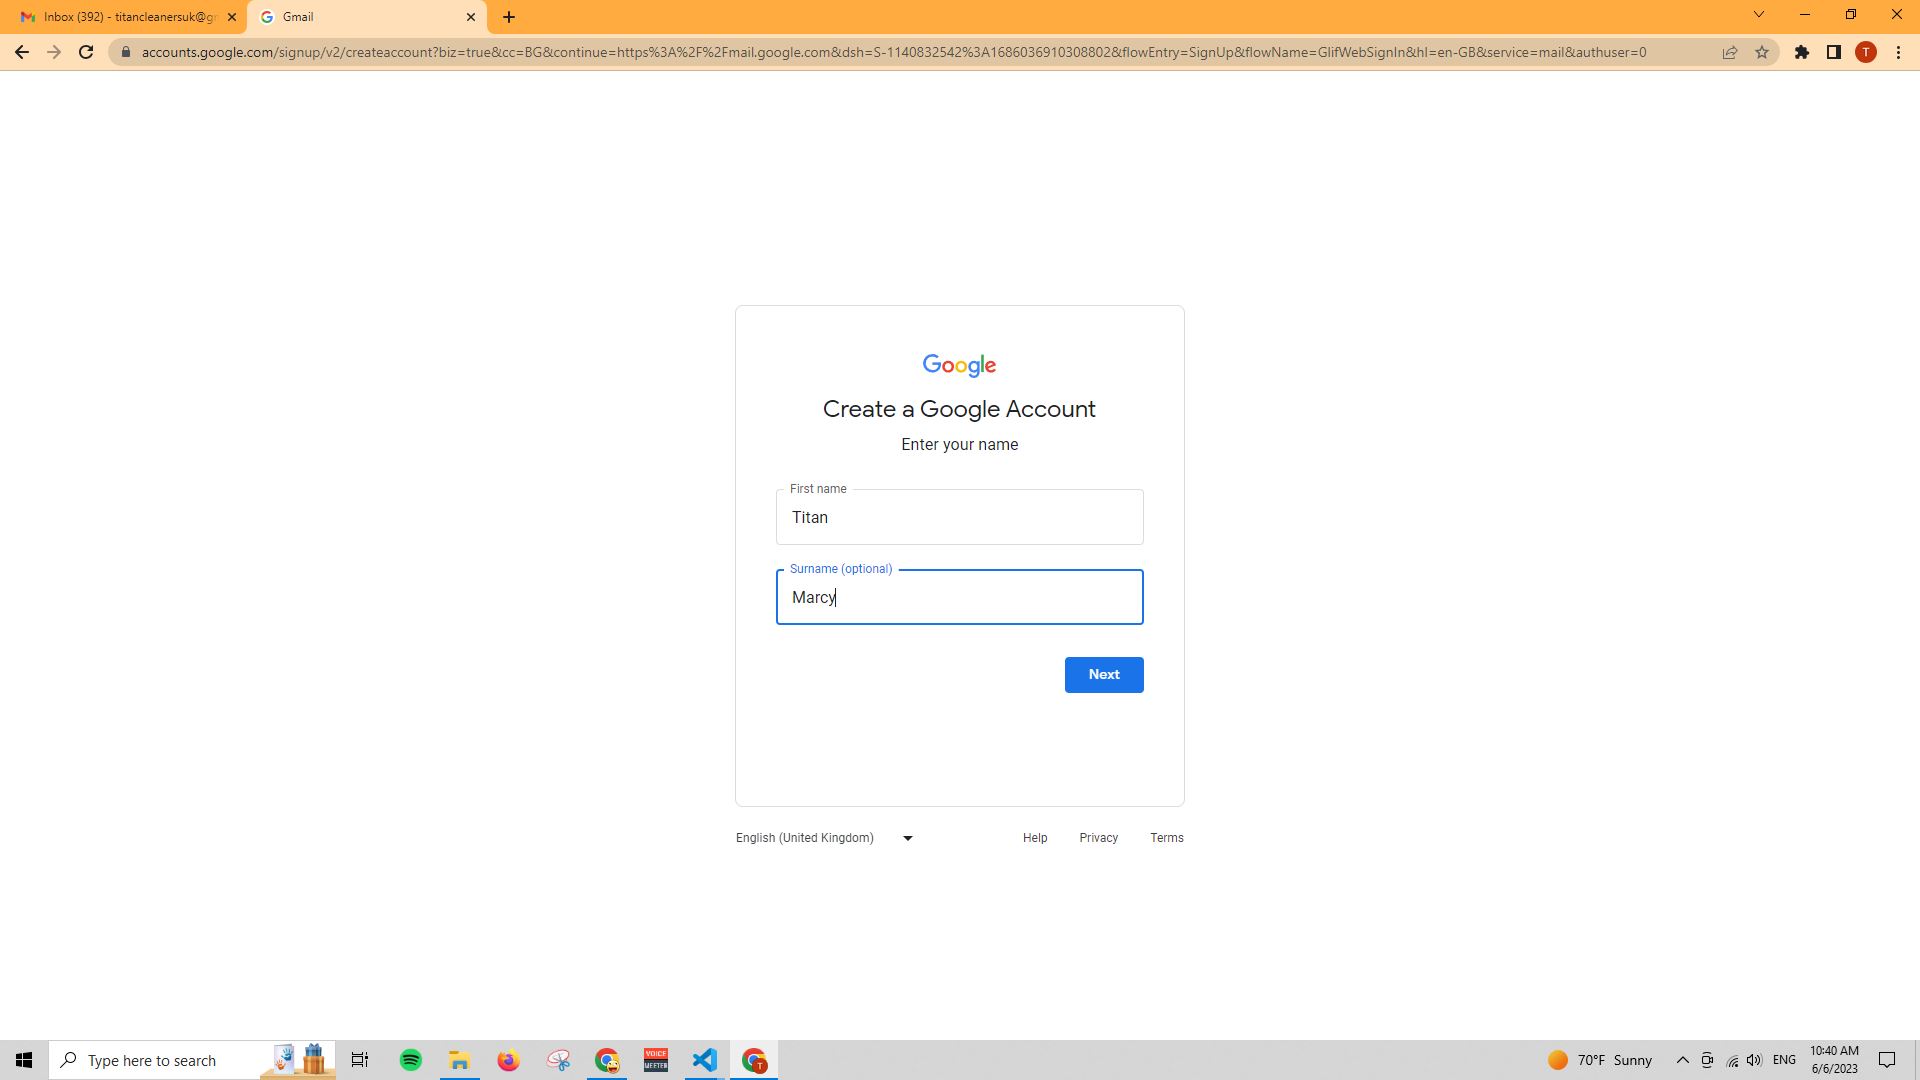 Inbox (392) - titancleanersuk@gm
Gmail
accounts.google.com/signup/v2/createaccount?biz=true&cc=BG&continue=https%3A%2F%2Fmail.google.com&dsh=S-1140832542%3A1686036910308802&flowEntry=SignUp&flowName=GlifWebSignIn&hl=en-GB&service=mail&authuser=0
T
Google
Create a Google Account
Enter your name
First name
Titan
Surname (optional)
Marcy
Next
English (United Kingdom)
Help
Privacy
Terms
Type here to search
VOICE
MEETER
T
70°F Sunny
ENG
10:40 AM
6/6/2023